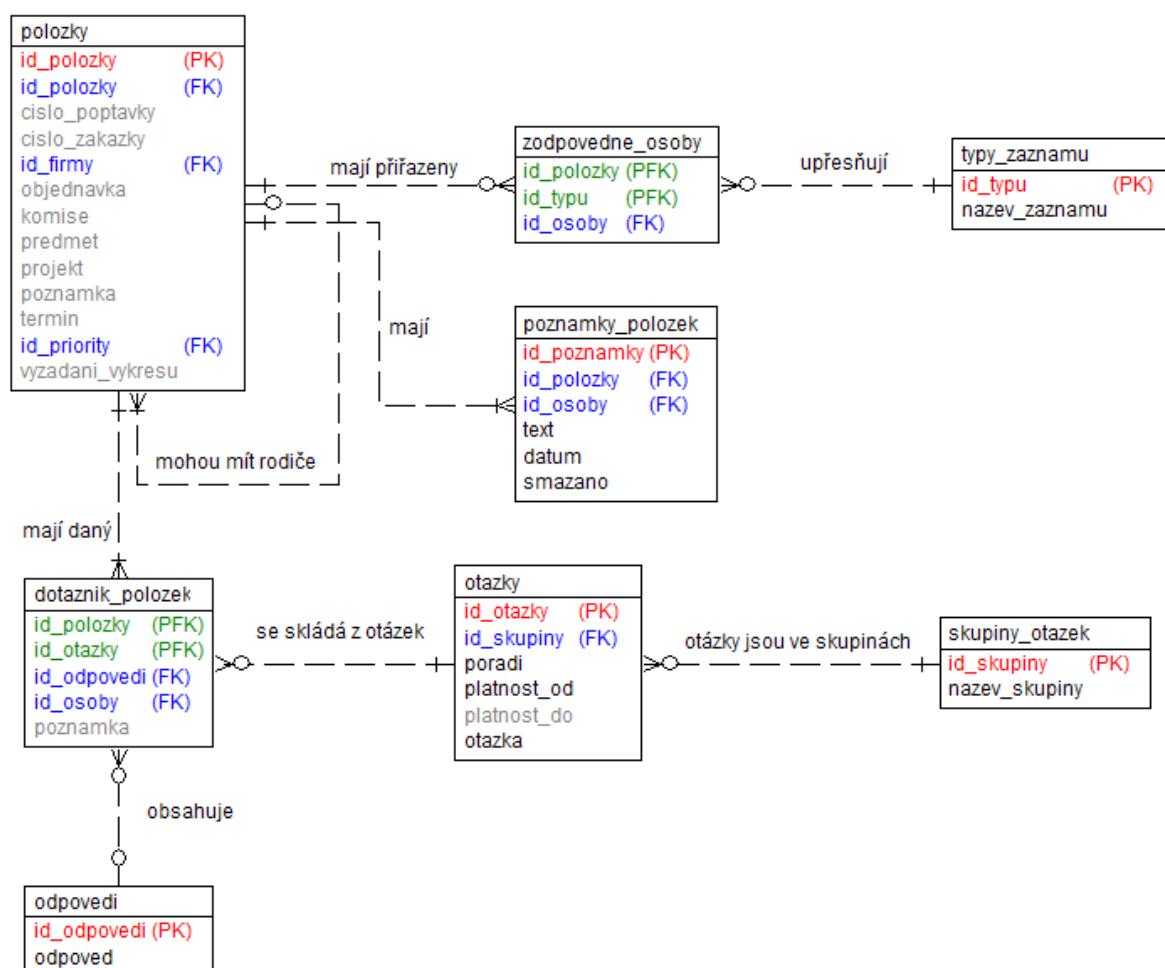 polozky
id_polozky (PK)
id_polozky (FK)
cislo_poptavky
cislo_zakazky
id_firmy (FK)
objednavka
komise
predmet
projekt
poznamka
termin
id_priority (FK)
vyzadani_vykresu
mají přiřazeny
zodpovedne_osoby
id_polozky (PFK)
id_typu (PFK)
id_osoby (FK)
upřesňují
typy_zaznamu
id_typu (PK)
nazev_zaznamu
mají
poznamky_polozek
id_poznamky (PK)
id_polozky (FK)
id_osoby (FK)
text
datum
smazano
mohou mít rodiče
mají daný
dotaznik_polozek
id_polozky (PFK)
id_otazky (PFK)
id_odpovedi (FK)
id_osoby (FK)
poznamka
se skládá z otázek
otazky
id_otazky (PK)
id_skupiny (FK)
poradi
platnost_od
platnost_do
otazka
otázky jsou ve skupinách
skupiny_otazek
id_skupiny (PK)
nazev_skupiny
obsahuje
odpovedi
id_odpovedi (PK)
odpoved